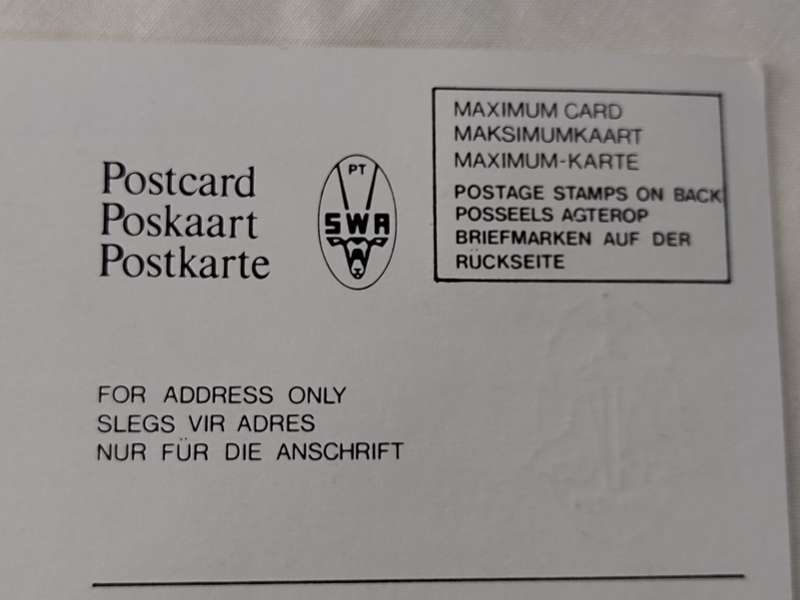 Postcard
Poskaart
Postkarte
PT
SWA
MAXIMUM CARD
MAKSIMUMKAART
MAXIMUM-KARTE
POSTAGE STAMPS ON BACK
POSSEELS AGTEROP
BRIEFMARKEN AUF DER
RÜCKSEITE
FOR ADDRESS ONLY
SLEGS VIR ADRES
NUR FÜR DIE ANSCHRIFT